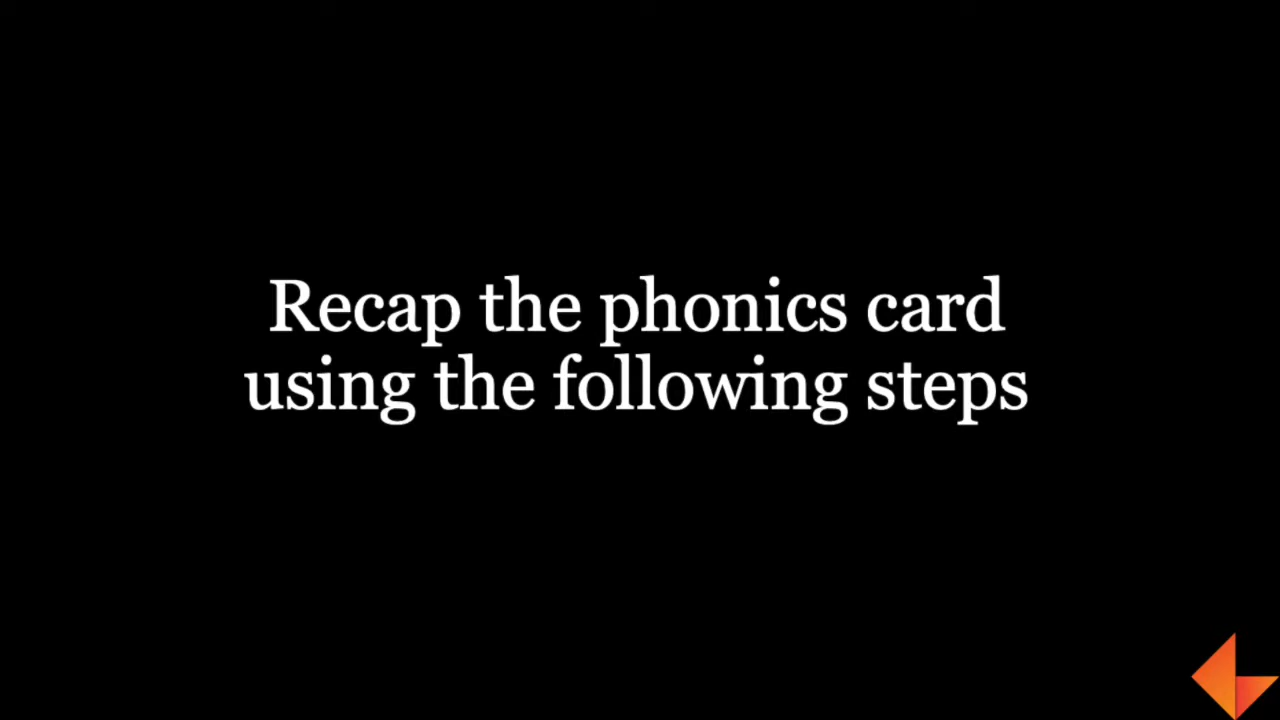 Recap the phonics card
using the following steps